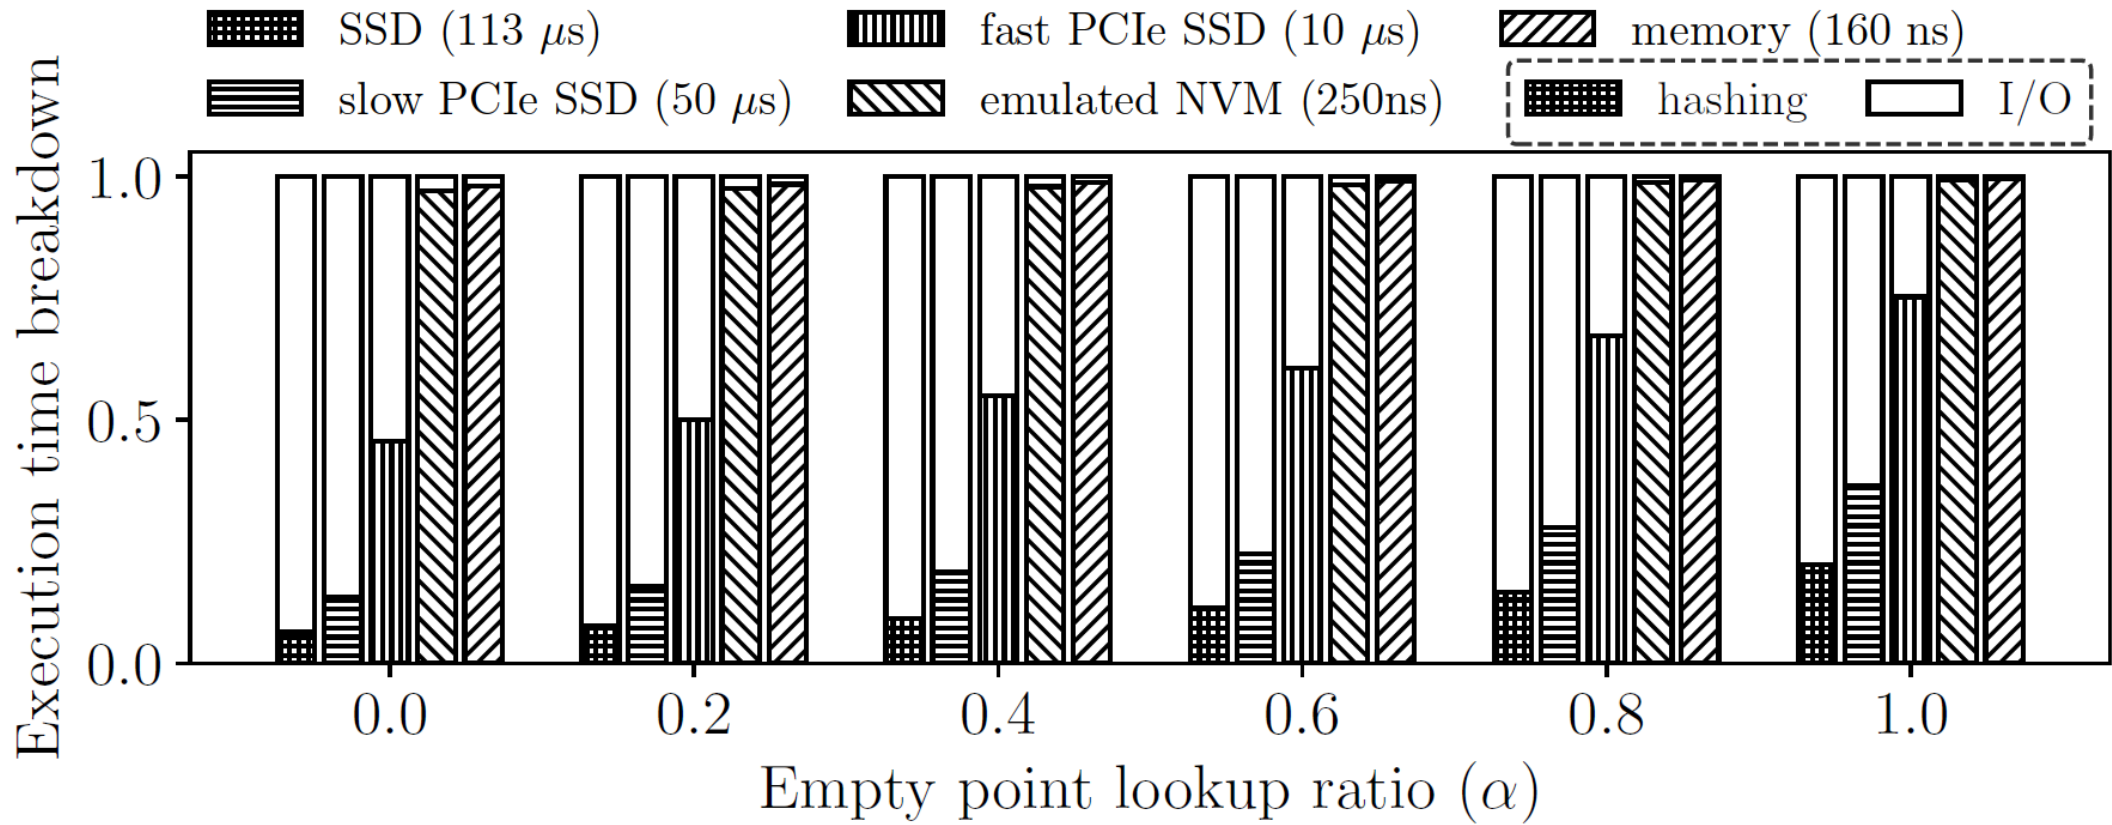 SSD (113 μs) fast PCIe SSD (10 μs) memory (160 ns)
slow PCIe SSD (50 μs) emulated NVM (250ns) hashing I/O
Execution time breakdown
1.0
0.5
0.0
0.0 0.2 0.4 0.6 0.8 1.0
Empty point lookup ratio (α)